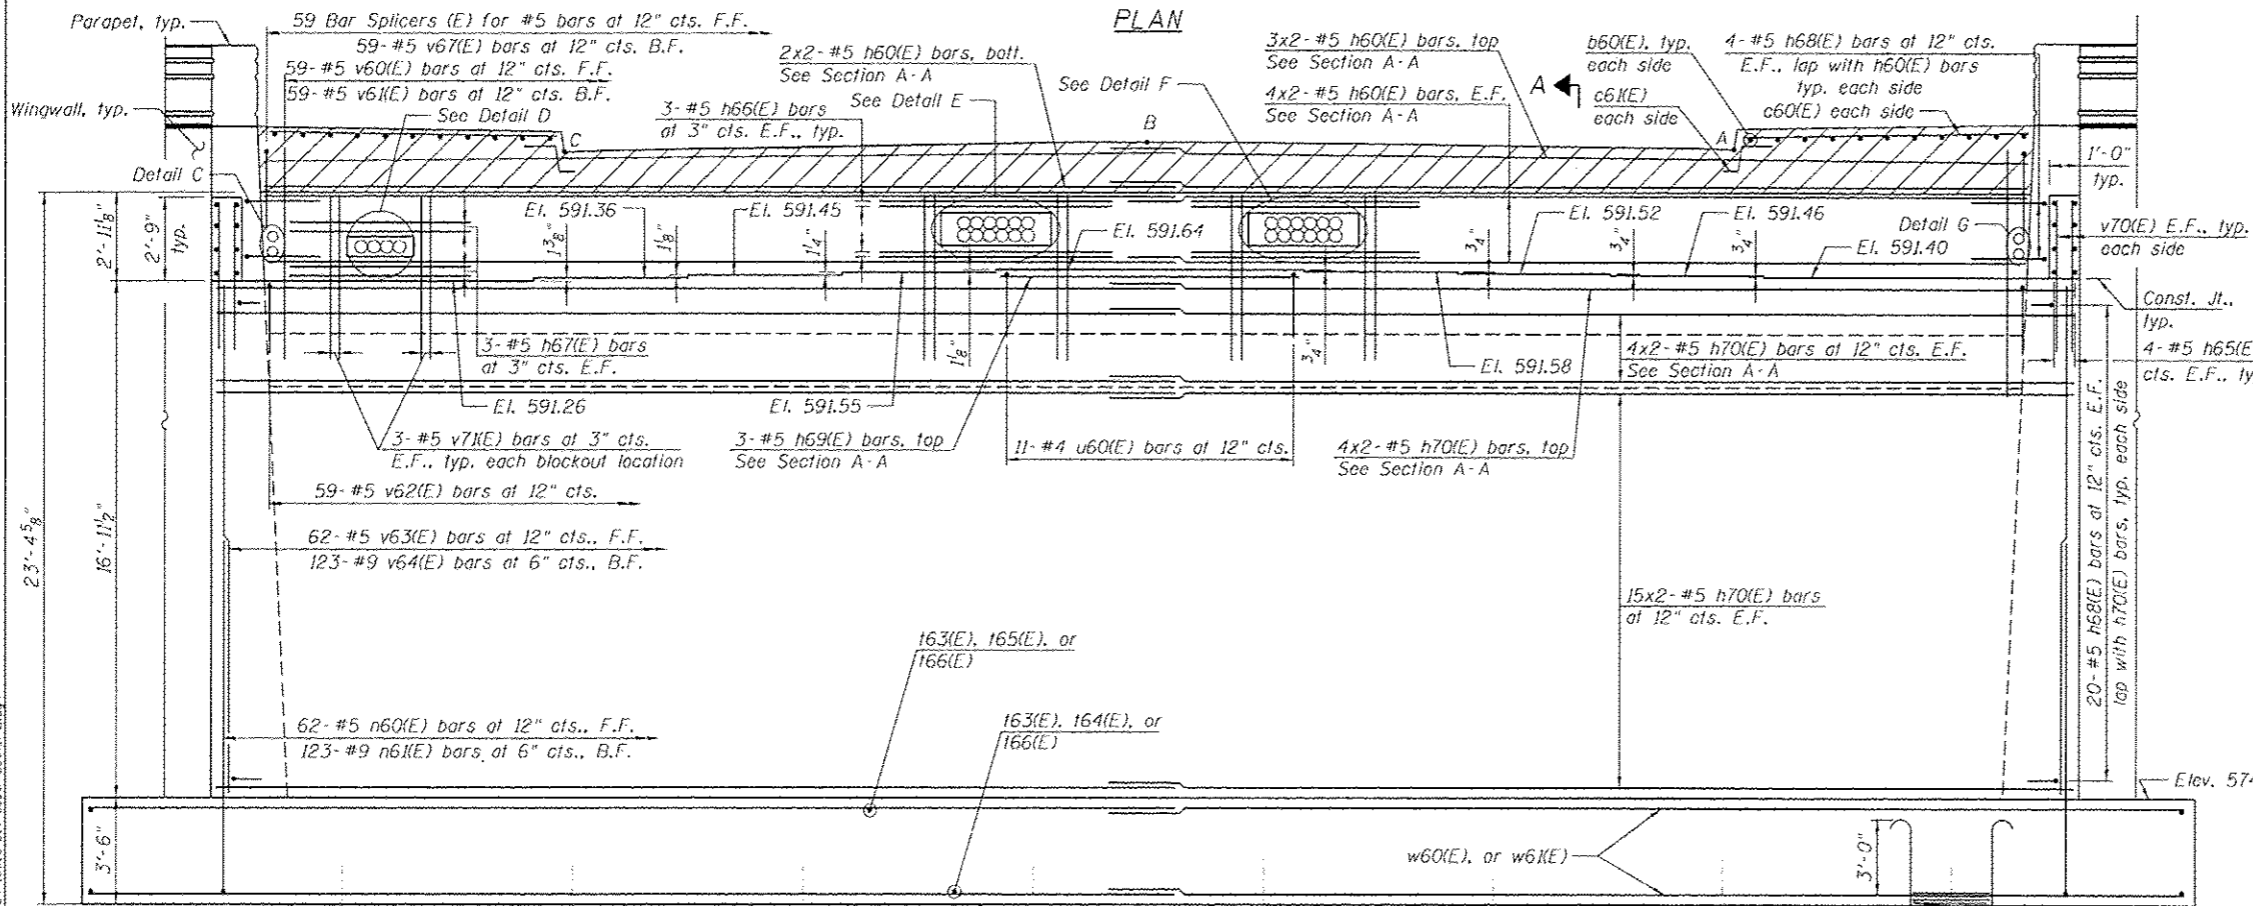 PLAN
Parapet, typ.
59 Bar Splicers (E) for #5 bars at 12" cts. F.F.
59-#5 v67(E) bars at 12" cts. B.F.
59-#5 v60(E) bars at 12" cts. F.F.
59-#5 v61(E) bars at 12" cts. B.F.
Wingwall, typ.
See Detail D
2x2-#5 h60(E) bars, bott.
See Section A-A
3-#5 h66(E) bars
at 3" cts. E.F., typ.
See Detail E
See Detail F
3x2-#5 h60(E) bars, top
See Section A-A
4x2-#5 h60(E) bars, E.F.
See Section A-A
A
b60(E), typ.
each side
c61(E)
each side
4-#5 h68(E) bars at 12" cts.
E.F., lap with h60(E) bars
typ. each side
c60(E) each side
C
B
A
1'-0"
typ.
Detail C
2'-11 1/8"
2'-9"
typ.
El. 591.36
1 3/8"
1 1/8"
El. 591.45
1 1/4"
El. 591.64
3/4"
El. 591.52
3/4"
El. 591.46
3/4"
Detail G
El. 591.40
v70(E) E.F., typ.
each side
Const. Jt.,
typ.
3-#5 h67(E) bars
at 3" cts. E.F.
1 1/8"
3/4"
El. 591.58
4x2-#5 h70(E) bars at 12" cts. E.F.
See Section A-A
4-#5 h65(E
cts. E.F., ty
El. 591.26
El. 591.55
3-#5 v71(E) bars at 3" cts.
E.F., typ. each blockout location
3-#5 h69(E) bars, top
See Section A-A
11-#4 u60(E) bars at 12" cts.
4x2-#5 h70(E) bars, top
See Section A-A
59-#5 v62(E) bars at 12" cts.
23'-4 5/8"
16'-11 1/2"
62-#5 v63(E) bars at 12" cts., F.F.
123-#9 v64(E) bars at 6" cts., B.F.
15x2-#5 h70(E) bars
at 12" cts. E.F.
20-#5 h68(E) bars at 12" cts. E.F.
lap with h70(E) bars, typ. each side
t63(E), t65(E), or
t66(E)
62-#5 n60(E) bars at 12" cts., F.F.
123-#9 n61(E) bars at 6" cts., B.F.
t63(E), t64(E), or
t66(E)
Elev. 574
3'-6"
w60(E), or w61(E)
3'-0"